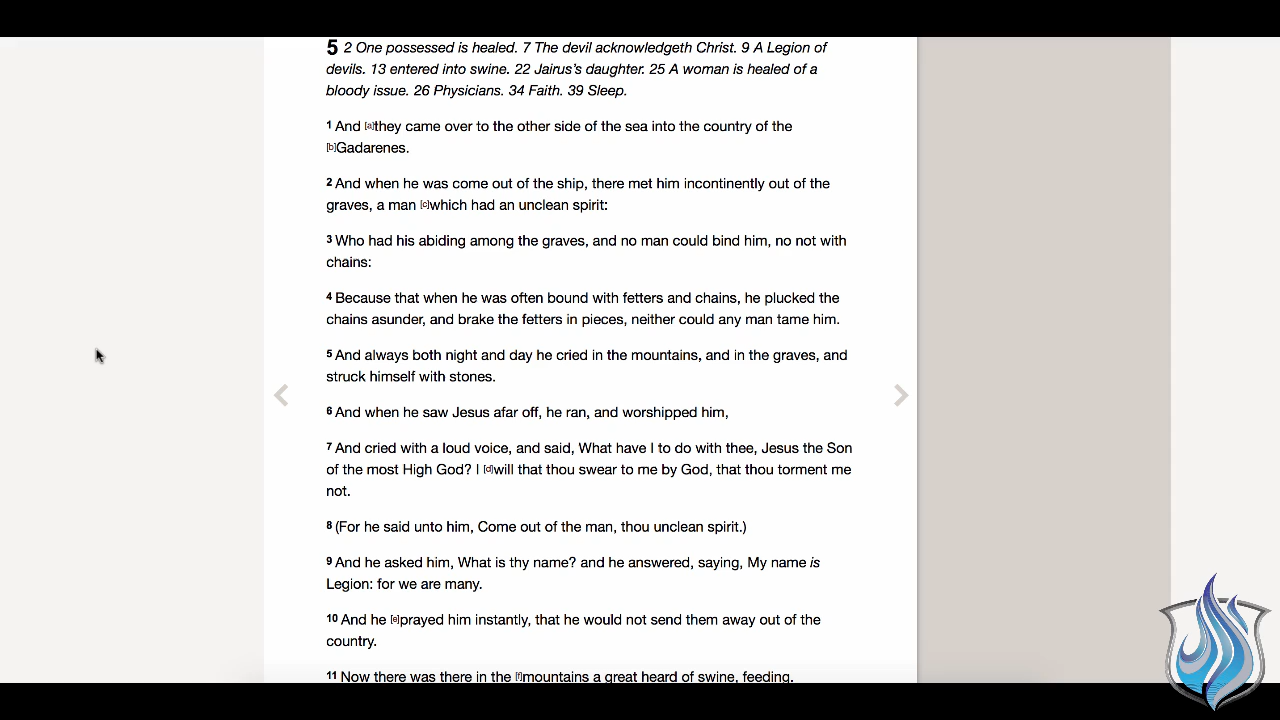 5 2 One possessed is healed. 7 The devil acknowledgeth Christ. 9 A Legion of
devils. 13 entered into swine. 22 Jairus’s daughter. 25 A woman is healed of a
bloody issue. 26 Physicians. 34 Faith. 39 Sleep.
1 And [a]they came over to the other side of the sea into the country of the
[b]Gadarenes.
2 And when he was come out of the ship, there met him incontinently out of the
graves, a man [c]which had an unclean spirit:
3 Who had his abiding among the graves, and no man could bind him, no not with
chains:
4 Because that when he was often bound with fetters and chains, he plucked the
chains asunder, and brake the fetters in pieces, neither could any man tame him.
5 And always both night and day he cried in the mountains, and in the graves, and
struck himself with stones.
6 And when he saw Jesus afar off, he ran, and worshipped him,
7 And cried with a loud voice, and said, What have I to do with thee, Jesus the Son
of the most High God? I [d]will that thou swear to me by God, that thou torment me
not.
8 (For he said unto him, Come out of the man, thou unclean spirit.)
9 And he asked him, What is thy name? and he answered, saying, My name is
Legion: for we are many.
10 And he [e]prayed him instantly, that he would not send them away out of the
country.
11 Now there was there in the [f]mountains a great heard of swine, feeding.